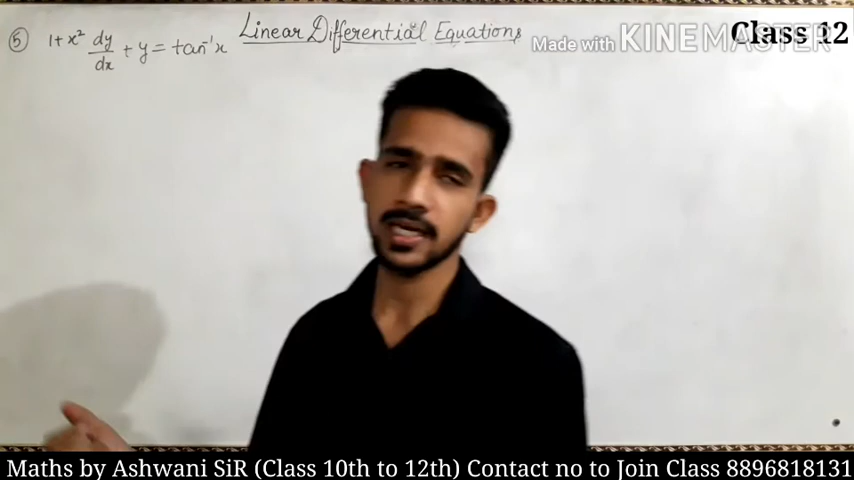 Linear Differential Equations
Made with KINEMASTER
Class 12
⑤ 1+x² dy/dx + y = tan⁻¹x
Maths by Ashwani SiR (Class 10th to 12th) Contact no to Join Class 8896818131